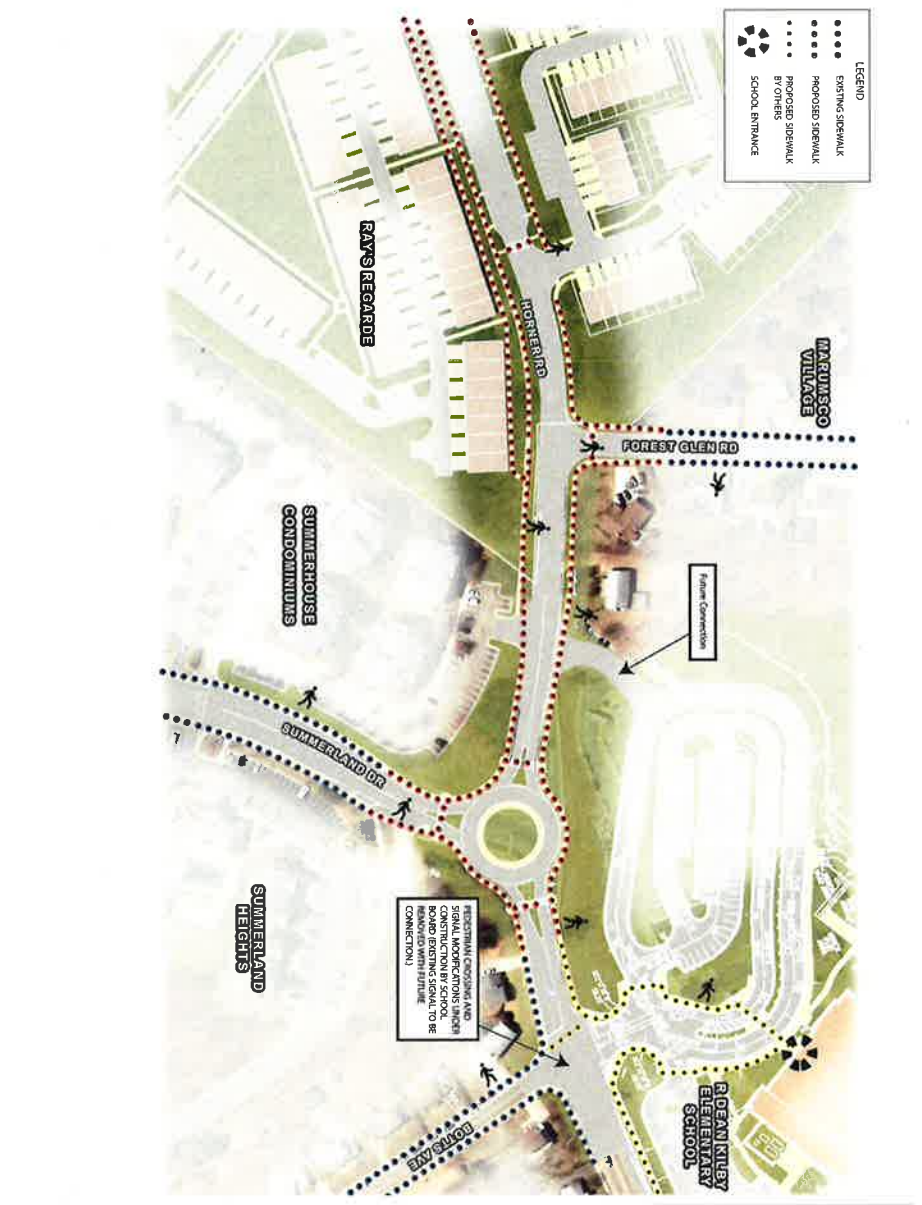 LEGEND
EXISTING SIDEWALK
PROPOSED SIDEWALK
PROPOSED SIDEWALK
BY OTHERS
SCHOOL ENTRANCE
MARUMSCO
VILLAGE
FOREST GLEN RD
HORNER RD
RAY'S REGARDE
Future Connection
SUMMERHOUSE
CONDOMINIUMS
SUMMERLAND DR
SUMMERLAND
HEIGHTS
PEDESTRIAN CROSSING AND
SIGNAL MODIFICATIONS UNDER
CONSTRUCTION BY SCHOOL
BOARD (EXISTING SIGNAL TO BE
REMOVED WITH FUTURE
CONNECTION.)
R DEAN KILBY
ELEMENTARY
SCHOOL
BOTTS AVE